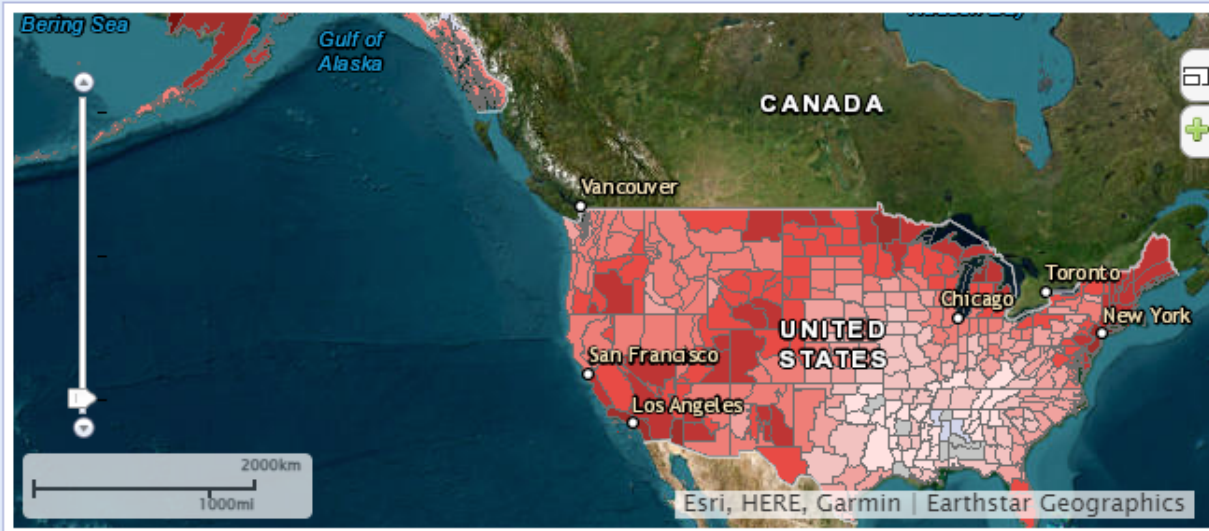 Bering Sea
Gulf of
Alaska
CANADA
Vancouver
Toronto
Chicago
New York
UNITED
STATES
San Francisco
Los Angeles
2000km
1000mi
Esri, HERE, Garmin | Earthstar Geographics